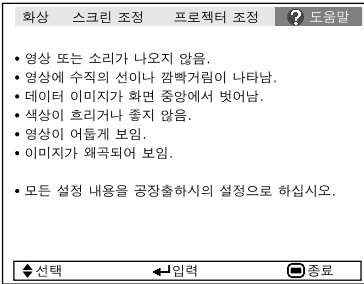 화상 스크린 조정 프로젝터 조정 ? 도움말
• 영상 또는 소리가 나오지 않음.
• 영상에 수직의 선이나 깜빡거림이 나타남.
• 데이터 이미지가 화면 중앙에서 벗어남.
• 색상이 흐리거나 좋지 않음.
• 영상이 어둡게 보임.
• 이미지가 왜곡되어 보임.
• 모든 설정 내용을 공장출하시의 설정으로 하십시오.
선택 입력 종료